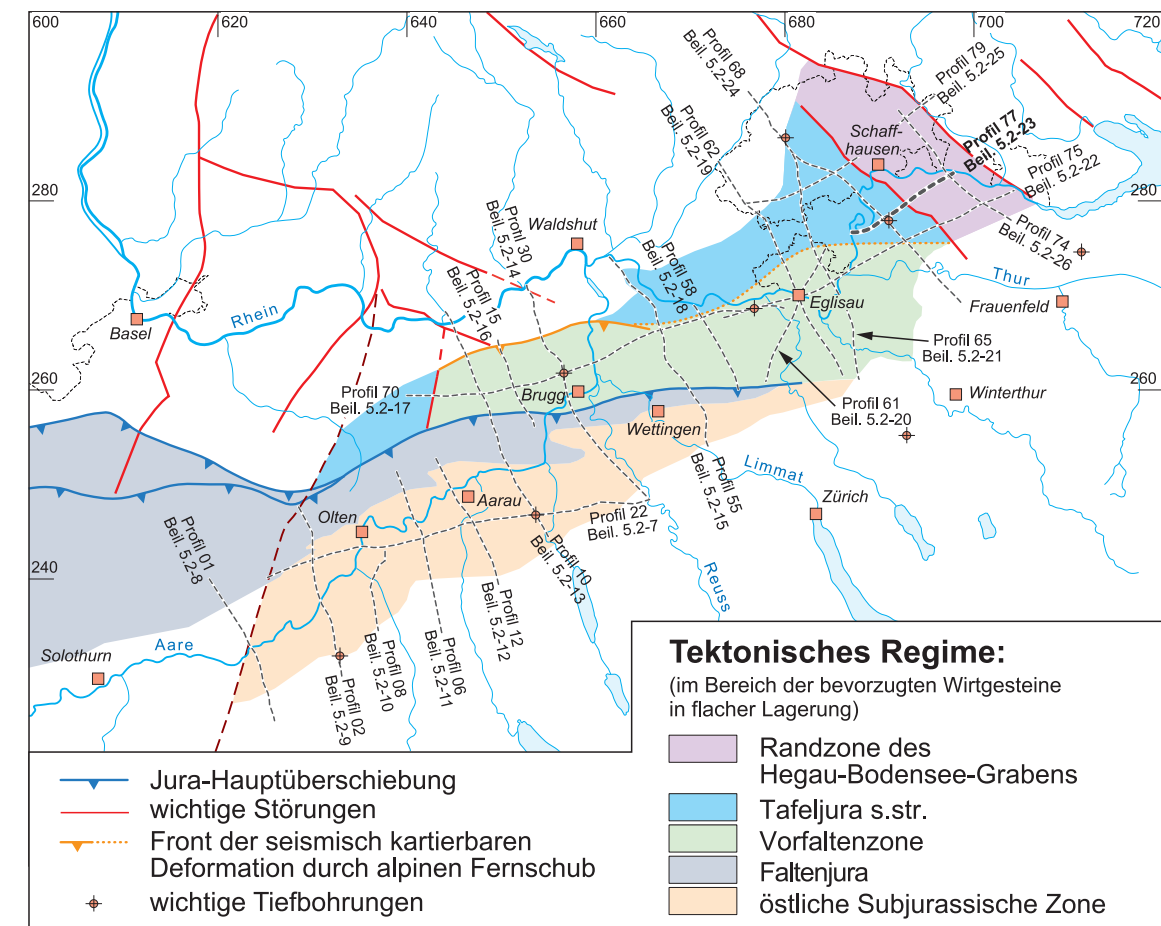 600
620
640
660
680
700
720
280
260
240
280
260
Profil 68
Beil. 5.2-24
Profil 79
Beil. 5.2-25
Profil 62
Beil. 5.2-19
Schaff-
hausen
Profil 77
Beil. 5.2-23
Profil 75
Beil. 5.2-22
Profil 30
Beil. 5.2-14
Waldshut
Profil 15
Beil. 5.2-16
Profil 58
Beil. 5.2-18
Profil 74
Beil. 5.2-26
Thur
Basel
Rhein
Eglisau
Frauenfeld
Profil 65
Beil. 5.2-21
Profil 70
Beil. 5.2-17
Brugg
Wettingen
Winterthur
Profil 61
Beil. 5.2-20
Limmat
Profil 55
Beil. 5.2-15
Zürich
Aarau
Olten
Profil 22
Beil. 5.2-7
Profil 01
Beil. 5.2-8
Profil 10
Beil. 5.2-13
Reuss
Profil 12
Beil. 5.2-12
Profil 06
Beil. 5.2-11
Profil 08
Beil. 5.2-10
Profil 02
Beil. 5.2-9
Solothurn
Aare
Jura-Hauptüberschiebung
wichtige Störungen
Front der seismisch kartierbaren
Deformation durch alpinen Fernschub
wichtige Tiefbohrungen
Tektonisches Regime:
(im Bereich der bevorzugten Wirtgesteine
in flacher Lagerung)
Randzone des
Hegau-Bodensee-Grabens
Tafeljura s.str.
Vorfaltenzone
Faltenjura
östliche Subjurassische Zone